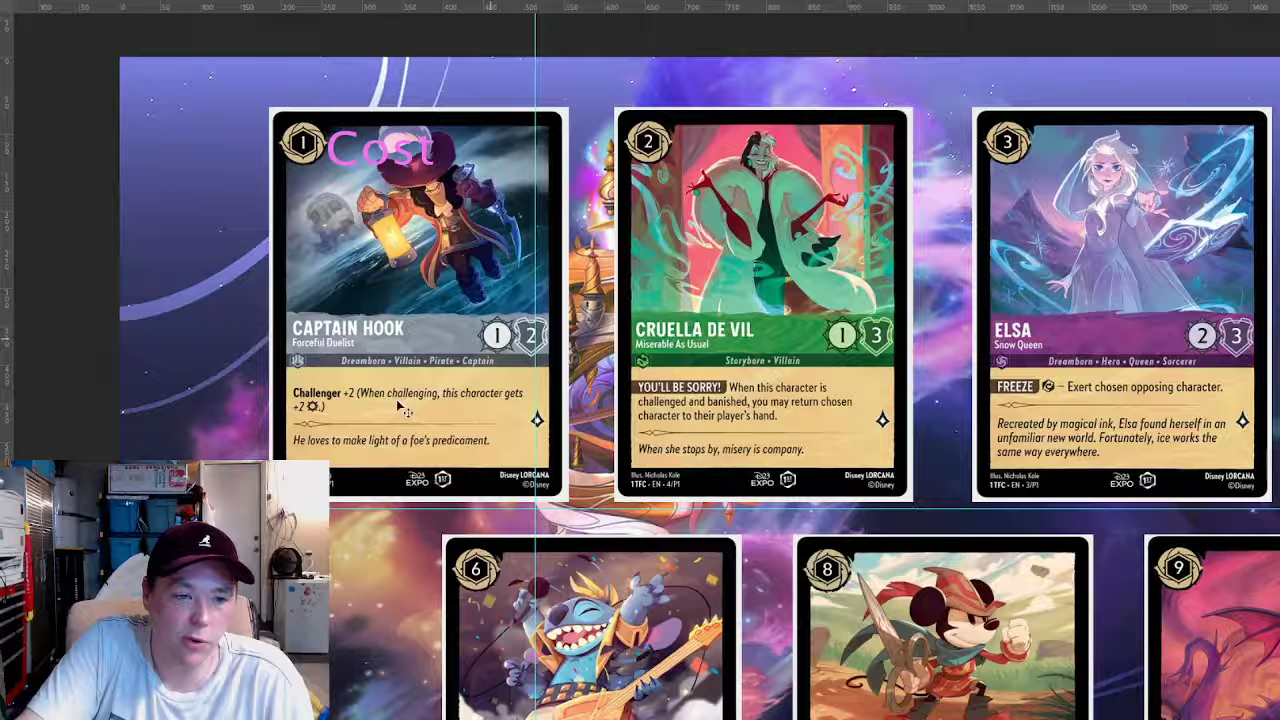 1
Cost
CAPTAIN HOOK
Forceful Duelist
1 2
Dreamborn • Villain • Pirate • Captain
Challenger +2 (When challenging, this character gets
+2 .)
He loves to make light of a foe's predicament.
D23
EXPO
1ST
Disney LORCANA
©Disney
2
CRUELLA DE VIL
Miserable As Usual
1 3
Storyborn • Villain
YOU'LL BE SORRY! When this character is
challenged and banished, you may return chosen
character to their player's hand.
When she stops by, misery is company.
Illus. Nicholas Kole
1TFC • EN • 4/P1
D23
EXPO
1ST
Disney LORCANA
©Disney
3
ELSA
Snow Queen
2 3
Dreamborn • Hero • Queen • Sorcerer
FREEZE — Exert chosen opposing character.
Recreated by magical ink, Elsa found herself in an
unfamiliar new world. Fortunately, ice works the
same way everywhere.
Illus. Nicholas Kole
1TFC • EN • 3/P1
D23
EXPO
1ST
Disney LORCANA
©Disney
6
8
9